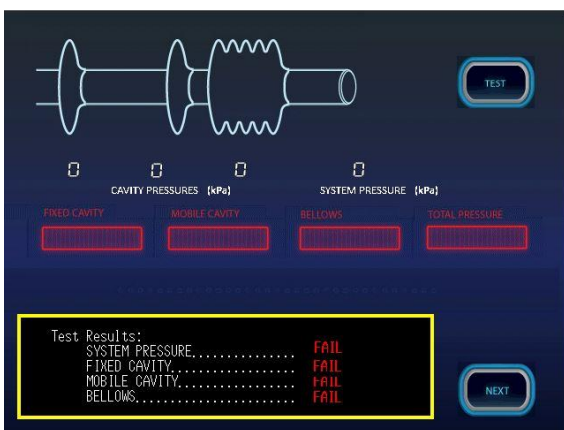 TEST
0 0 0 0
CAVITY PRESSURES (kPa) SYSTEM PRESSURE (kPa)
FIXED CAVITY MOBILE CAVITY BELLOWS TOTAL PRESSURE
Test Results:
SYSTEM PRESSURE............... FAIL
FIXED CAVITY.................. FAIL
MOBILE CAVITY................. FAIL
BELLOWS....................... FAIL
NEXT